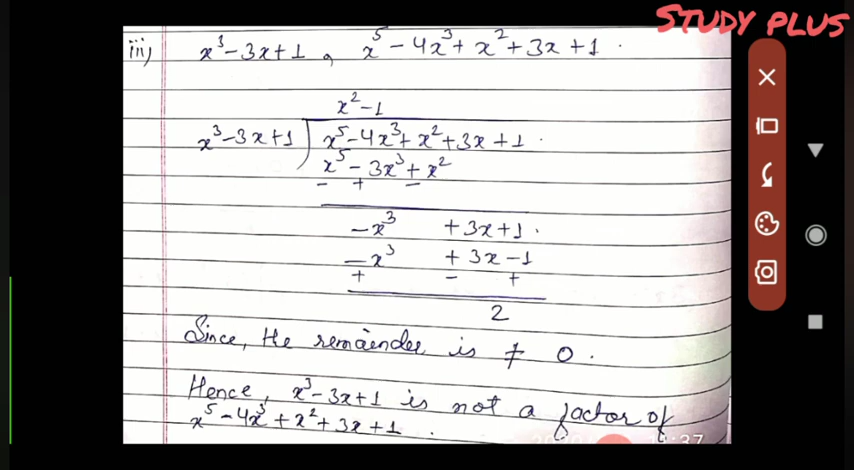 STUDY PLUS
iii) x³-3x+1, x⁵-4x³+x²+3x+1.
x²-1
x³-3x+1 ) x⁵-4x³+x²+3x+1.
x⁵-3x³+x²
- + -
-x³ +3x+1.
-x³ +3x-1
+ - +
2
Since, the remainder is ≠ 0.
Hence, x³-3x+1 is not a factor of
x⁵-4x³+x²+3x+1.